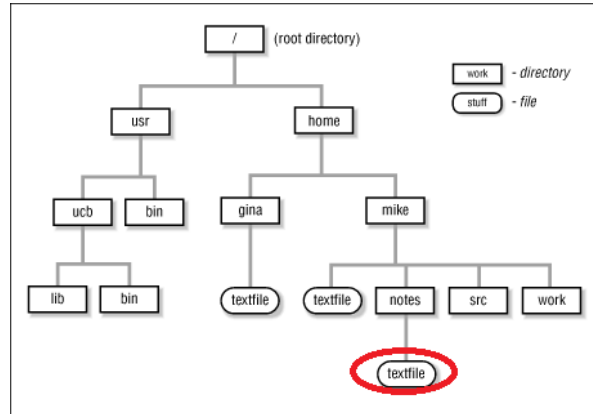 / (root directory)
work - directory
stuff - file
usr home
ucb bin gina mike
lib bin textfile textfile notes src work
textfile